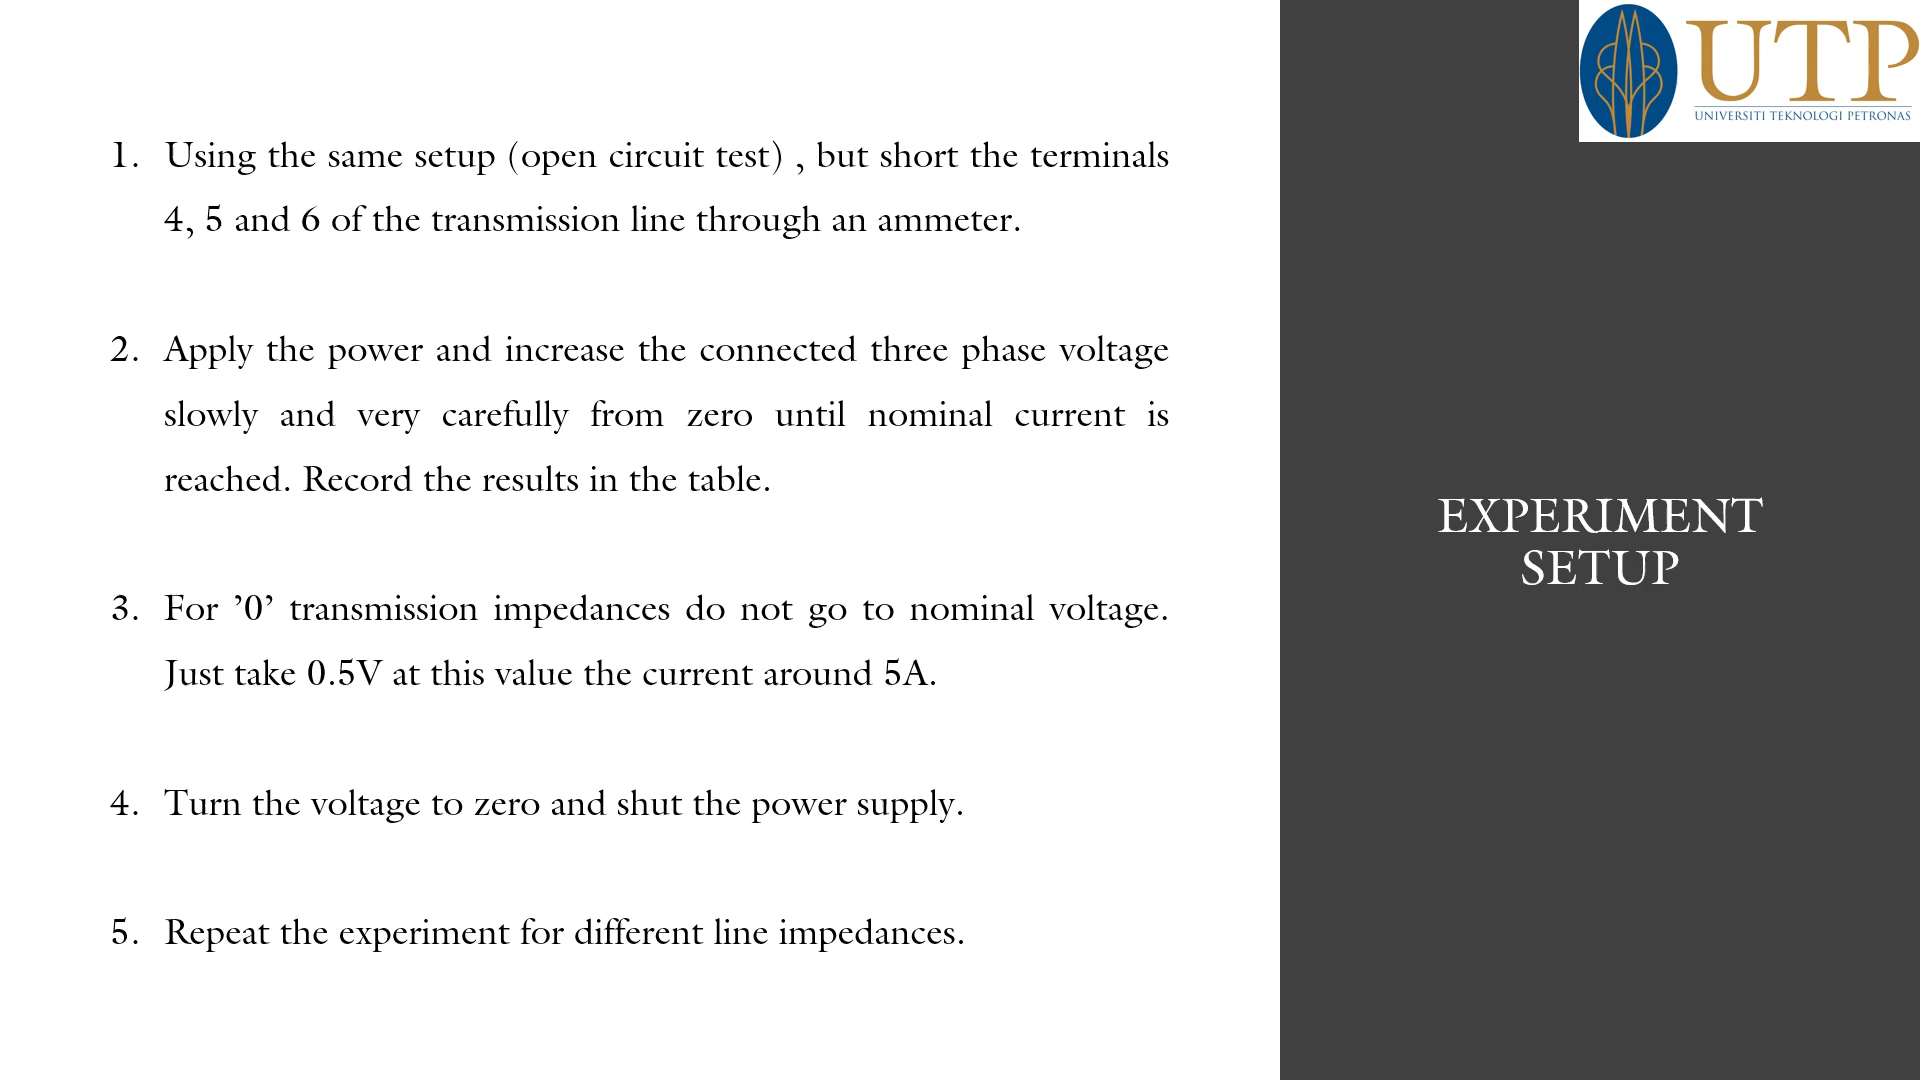 UTP
UNIVERSITI TEKNOLOGI PETRONAS
1. Using the same setup (open circuit test) , but short the terminals
4, 5 and 6 of the transmission line through an ammeter.
2. Apply the power and increase the connected three phase voltage
slowly and very carefully from zero until nominal current is
reached. Record the results in the table.
3. For ’0’ transmission impedances do not go to nominal voltage.
Just take 0.5V at this value the current around 5A.
4. Turn the voltage to zero and shut the power supply.
5. Repeat the experiment for different line impedances.
EXPERIMENT
SETUP